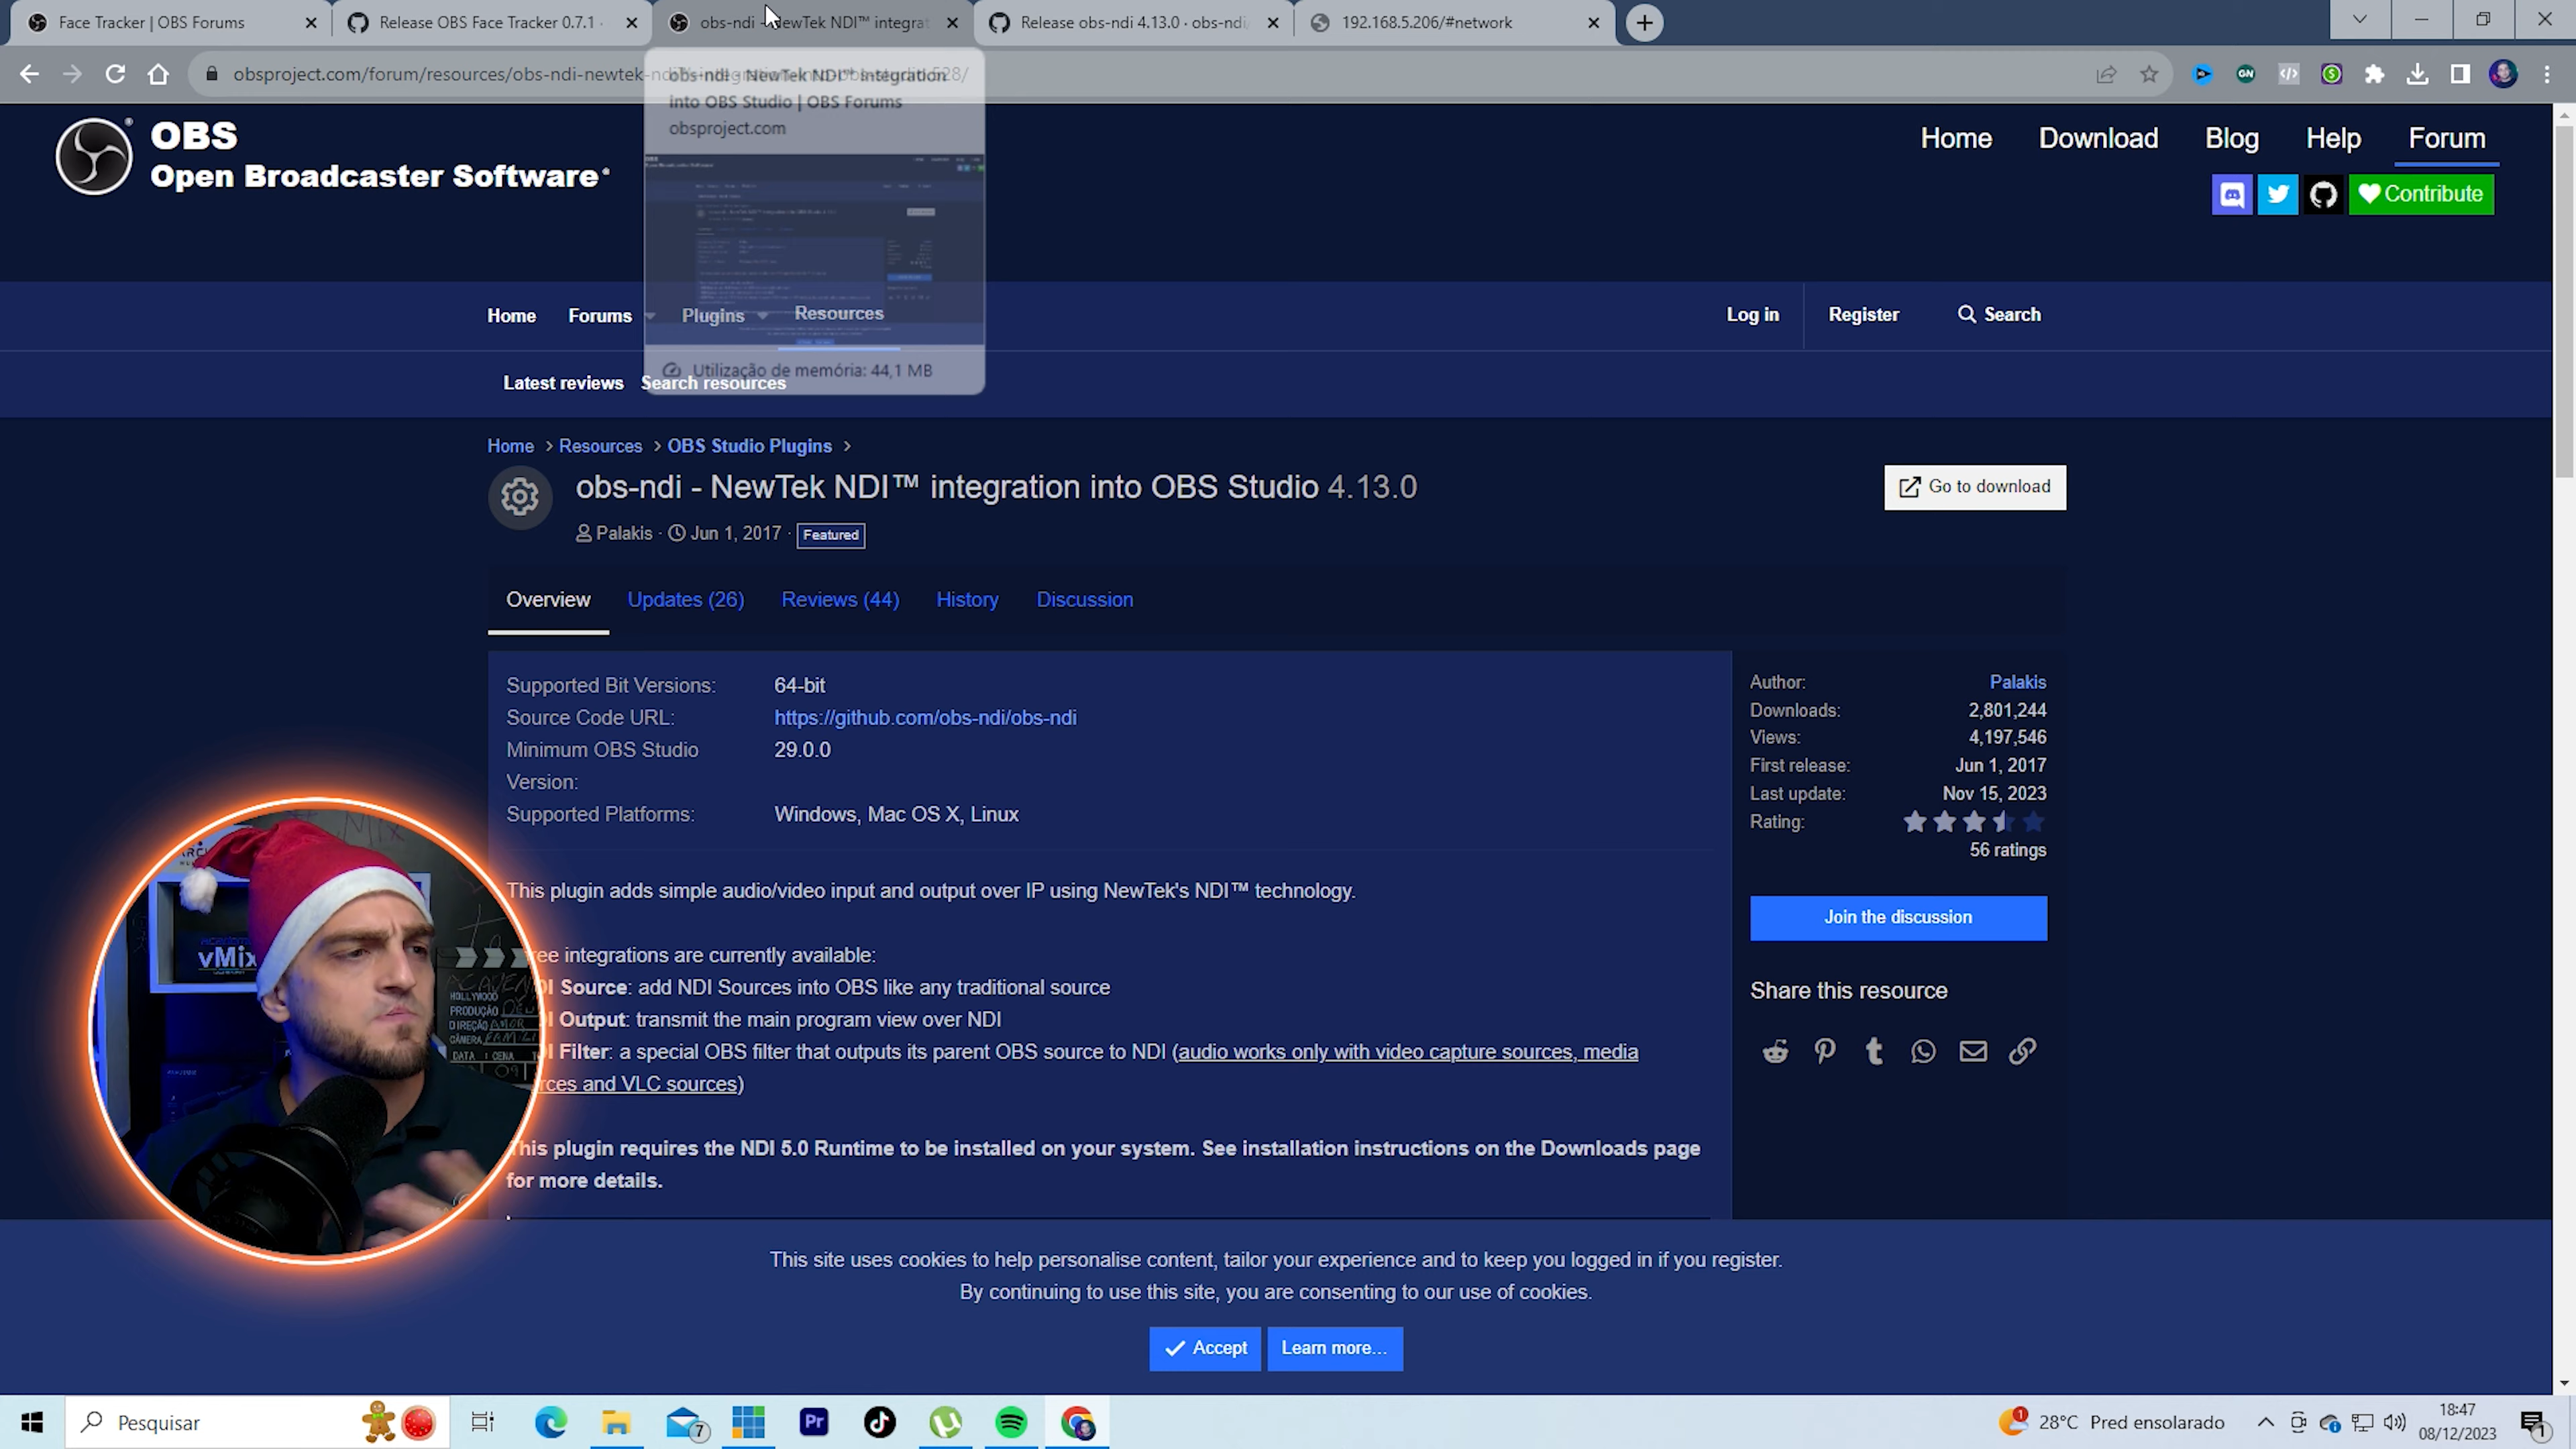 Face Tracker | OBS Forums
Release OBS Face Tracker 0.7.1 ·
obs-ndi - NewTek NDI™ integrat
Release obs-ndi 4.13.0 · obs-ndi/
192.168.5.206/#network
obsproject.com/forum/resources/obs-ndi-newtek-ndi
528/
obs-ndi - NewTek NDI™ integration
into OBS Studio | OBS Forums
obsproject.com
OBS
Open Broadcaster Software
Home
Download
Blog
Help
Forum
Contribute
Home
Forums
Plugins
Resources
Log in
Register
Search
Utilização de memória: 44,1 MB
Latest reviews
Search resources
Home > Resources > OBS Studio Plugins >
obs-ndi - NewTek NDI™ integration into OBS Studio 4.13.0
Go to download
Palakis · Jun 1, 2017 · Featured
Overview
Updates (26)
Reviews (44)
History
Discussion
Supported Bit Versions: 64-bit
Source Code URL: https://github.com/obs-ndi/obs-ndi
Minimum OBS Studio 29.0.0
Version:
Supported Platforms: Windows, Mac OS X, Linux
Author: Palakis
Downloads: 2,801,244
Views: 4,197,546
First release: Jun 1, 2017
Last update: Nov 15, 2023
Rating:
56 ratings
This plugin adds simple audio/video input and output over IP using NewTek's NDI™ technology.
ree integrations are currently available:
I Source: add NDI Sources into OBS like any traditional source
I Output: transmit the main program view over NDI
I Filter: a special OBS filter that outputs its parent OBS source to NDI (audio works only with video capture sources, media
rces and VLC sources)
This plugin requires the NDI 5.0 Runtime to be installed on your system. See installation instructions on the Downloads page
for more details.
Join the discussion
Share this resource
vMix
HOLLYWOOD
PRODUÇÃO
DIREÇÃO
CÂMERA
DATA : CENA
This site uses cookies to help personalise content, tailor your experience and to keep you logged in if you register.
By continuing to use this site, you are consenting to our use of cookies.
Accept
Learn more…
Pesquisar
7
Pr
1
28°C Pred ensolarado
18:47
08/12/2023
1